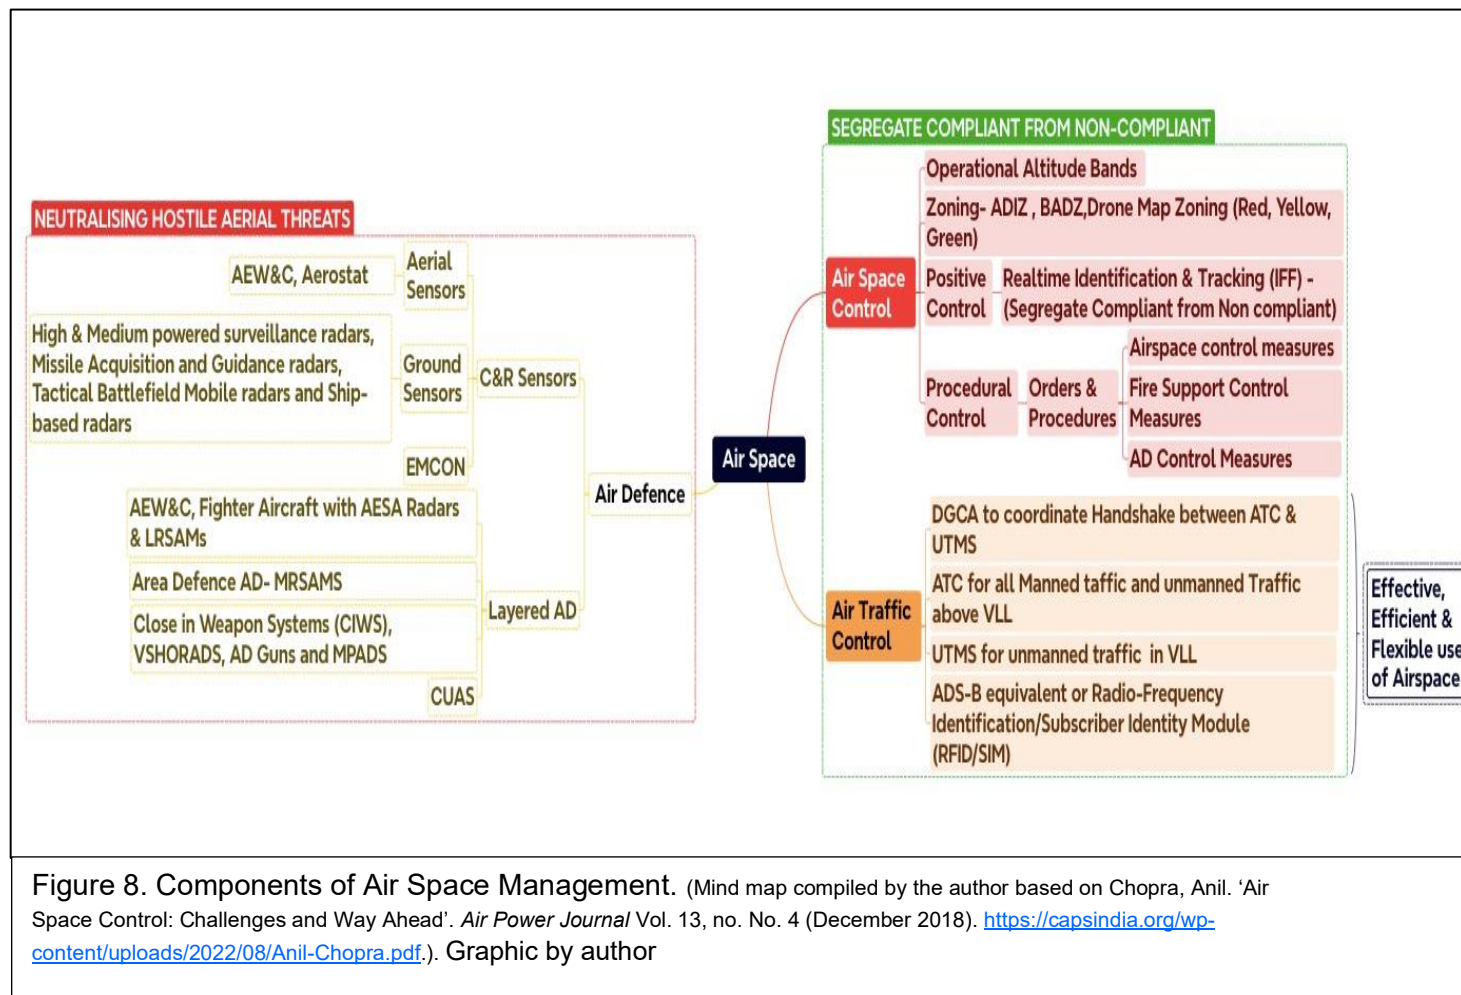 SEGREGATE COMPLIANT FROM NON-COMPLIANT
Operational Altitude Bands
Zoning- ADIZ , BADZ,Drone Map Zoning (Red, Yellow,
Green)
Air Space
Control
Positive
Control
Realtime Identification & Tracking (IFF) -
(Segregate Compliant from Non compliant)
Procedural
Control
Orders &
Procedures
Airspace control measures
Fire Support Control
Measures
AD Control Measures
NEUTRALISING HOSTILE AERIAL THREATS
AEW&C, Aerostat
Aerial
Sensors
High & Medium powered surveillance radars,
Missile Acquisition and Guidance radars,
Tactical Battlefield Mobile radars and Ship-
based radars
Ground
Sensors
C&R Sensors
EMCON
Air Space
Air Defence
AEW&C, Fighter Aircraft with AESA Radars
& LRSAMs
Area Defence AD- MRSAMS
Layered AD
Close in Weapon Systems (CIWS),
VSHORADS, AD Guns and MPADS
CUAS
Air Traffic
Control
DGCA to coordinate Handshake between ATC &
UTMS
ATC for all Manned taffic and unmanned Traffic
above VLL
UTMS for unmanned traffic in VLL
ADS-B equivalent or Radio-Frequency
Identification/Subscriber Identity Module
(RFID/SIM)
Effective,
Efficient &
Flexible use
of Airspace
Figure 8. Components of Air Space Management. (Mind map compiled by the author based on Chopra, Anil. ‘Air
Space Control: Challenges and Way Ahead’. Air Power Journal Vol. 13, no. No. 4 (December 2018). https://capsindia.org/wp-
content/uploads/2022/08/Anil-Chopra.pdf.). Graphic by author